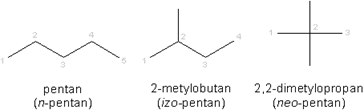 1 2 3 4 5
1 2 3 4
1 2 3
pentan
(n-pentan)
2-metylobutan
(izo-pentan)
2,2-dimetylopropan
(neo-pentan)